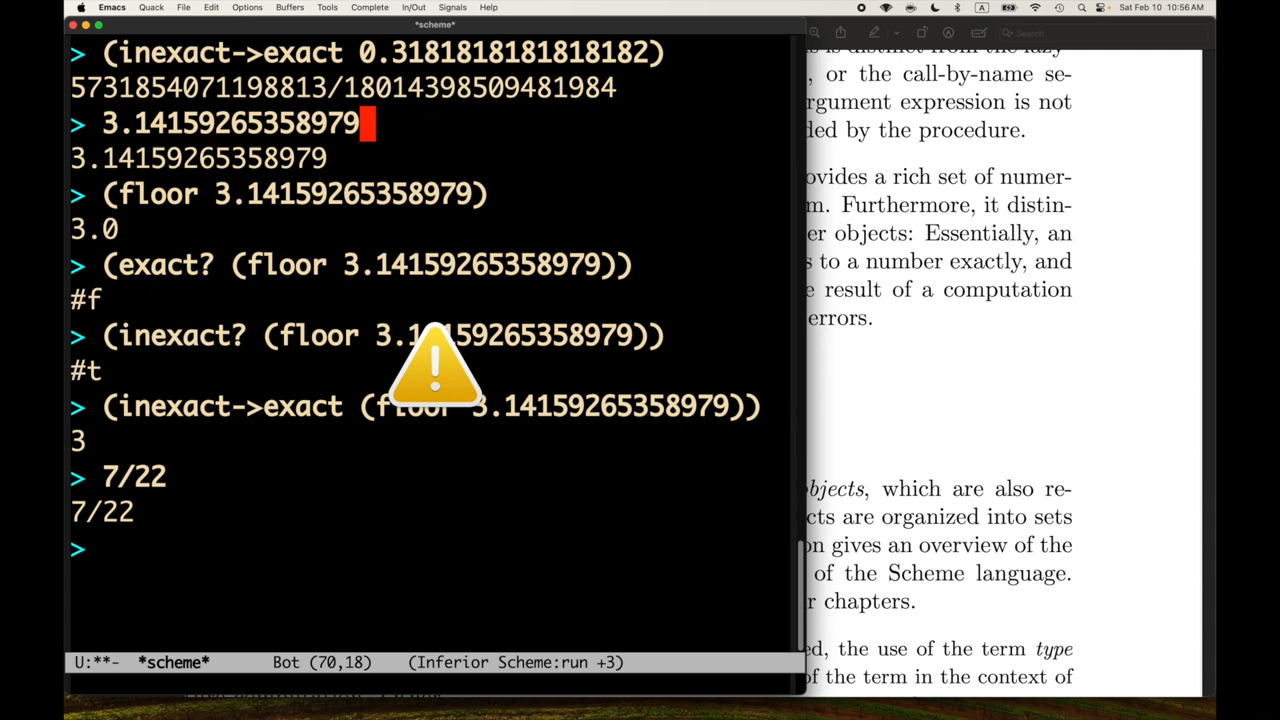 Emacs Quack File Edit Options Buffers Tools Complete In/Out Signals Help
A Sat Feb 10 10:56 AM
*scheme*
> (inexact->exact 0.3181818181818182)
5731854071198813/18014398509481984
> 3.14159265358979
3.14159265358979
> (floor 3.14159265358979)
3.0
> (exact? (floor 3.14159265358979))
#f
> (inexact? (floor 3.14159265358979))
#t
> (inexact->exact (floor 3.14159265358979))
3
> 7/22
7/22
>
U:**- *scheme* Bot (70,18) (Inferior Scheme:run +3)
Search
, or the call-by-name se-
rgument expression is not
ded by the procedure.
ovides a rich set of numer-
m. Furthermore, it distin-
er objects: Essentially, an
s to a number exactly, and
e result of a computation
errors.
objects, which are also re-
cts are organized into sets
on gives an overview of the
of the Scheme language.
r chapters.
ed, the use of the term type
of the term in the context of